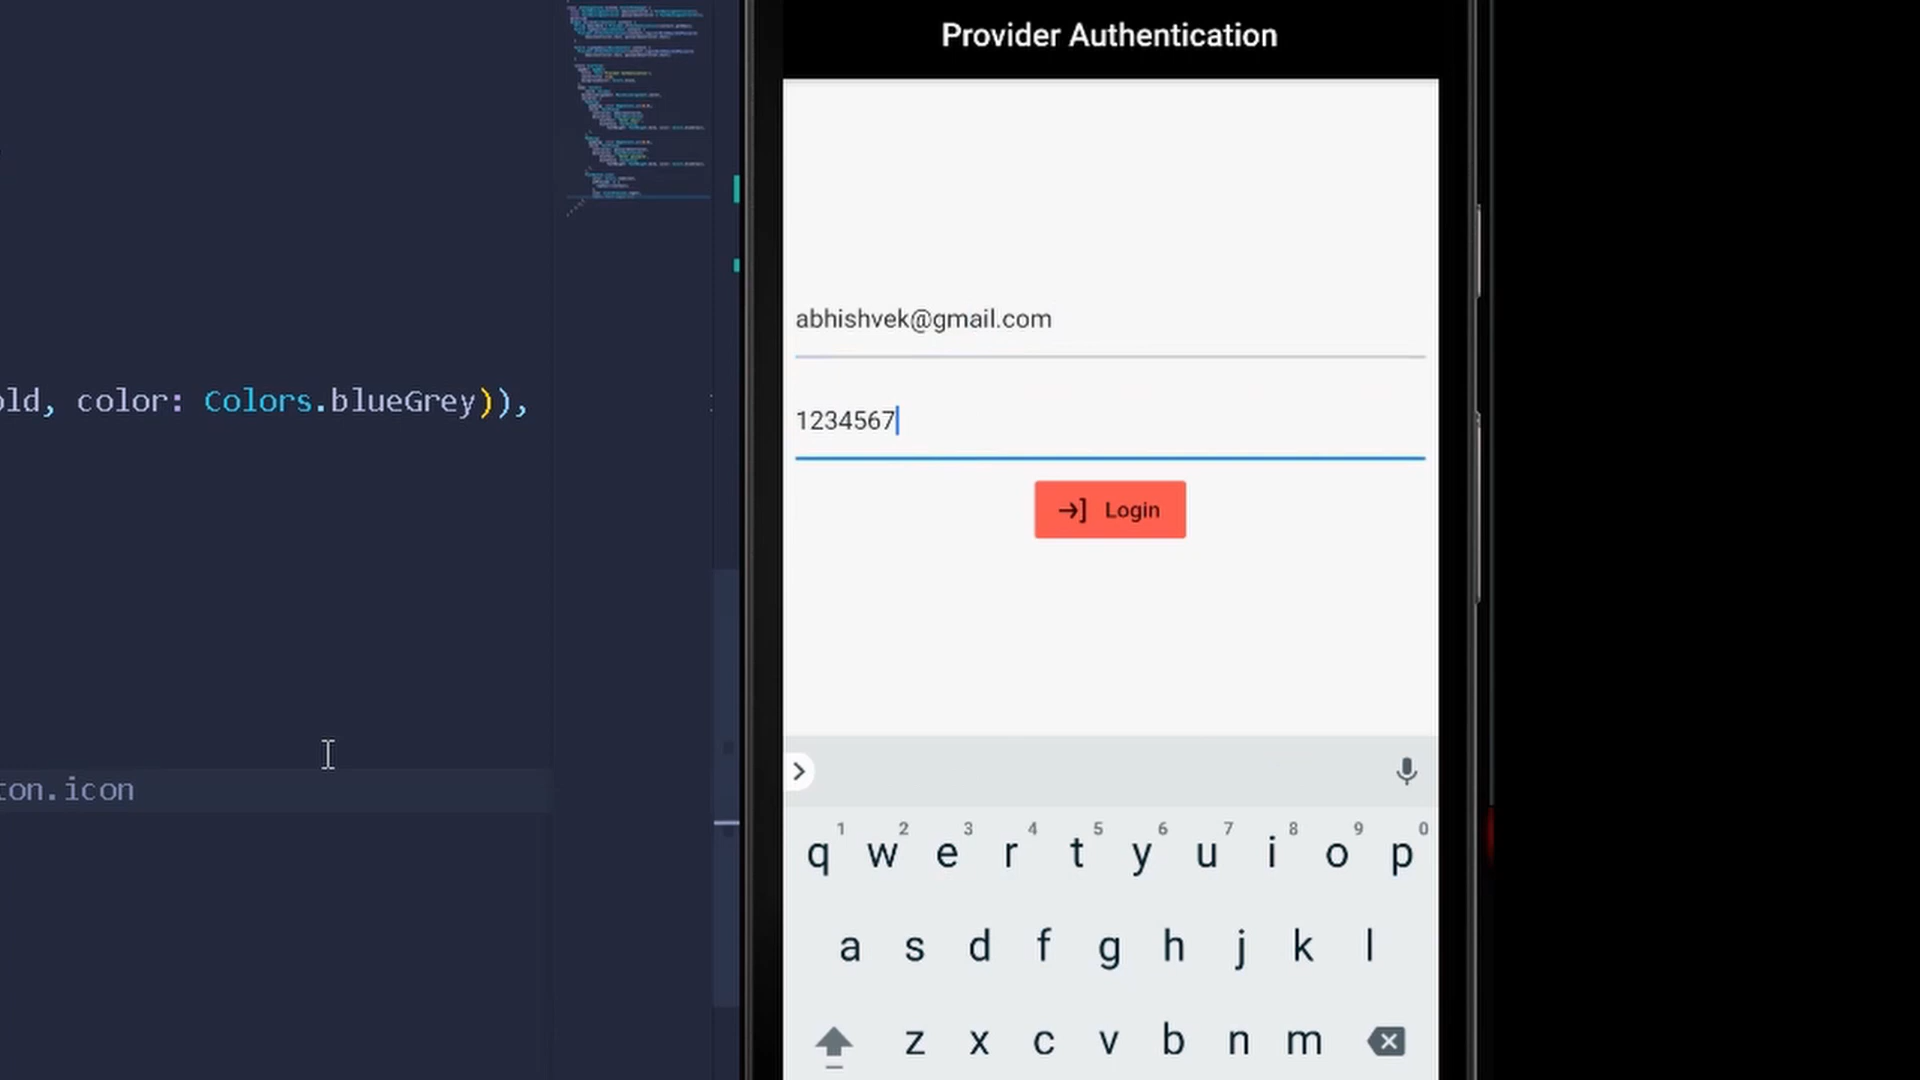 Provider Authentication
abhishvek@gmail.com
old, color: Colors.blueGrey)),
1234567
Login
ton.icon
1 2 3 4 5 6 7 8 9 0
q w e r t y u i o p
a s d f g h j k l
z x c v b n m